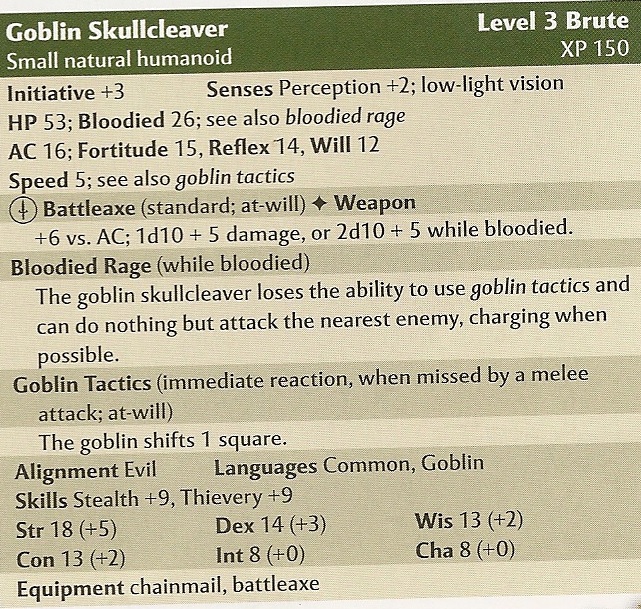 Goblin Skullcleaver Level 3 Brute
Small natural humanoid XP 150
Initiative +3 Senses Perception +2; low-light vision
HP 53; Bloodied 26; see also bloodied rage
AC 16; Fortitude 15, Reflex 14, Will 12
Speed 5; see also goblin tactics
Battleaxe (standard; at-will) ✦ Weapon
+6 vs. AC; 1d10 + 5 damage, or 2d10 + 5 while bloodied.
Bloodied Rage (while bloodied)
The goblin skullcleaver loses the ability to use goblin tactics and
can do nothing but attack the nearest enemy, charging when
possible.
Goblin Tactics (immediate reaction, when missed by a melee
attack; at-will)
The goblin shifts 1 square.
Alignment Evil Languages Common, Goblin
Skills Stealth +9, Thievery +9
Str 18 (+5) Dex 14 (+3) Wis 13 (+2)
Con 13 (+2) Int 8 (+0) Cha 8 (+0)
Equipment chainmail, battleaxe